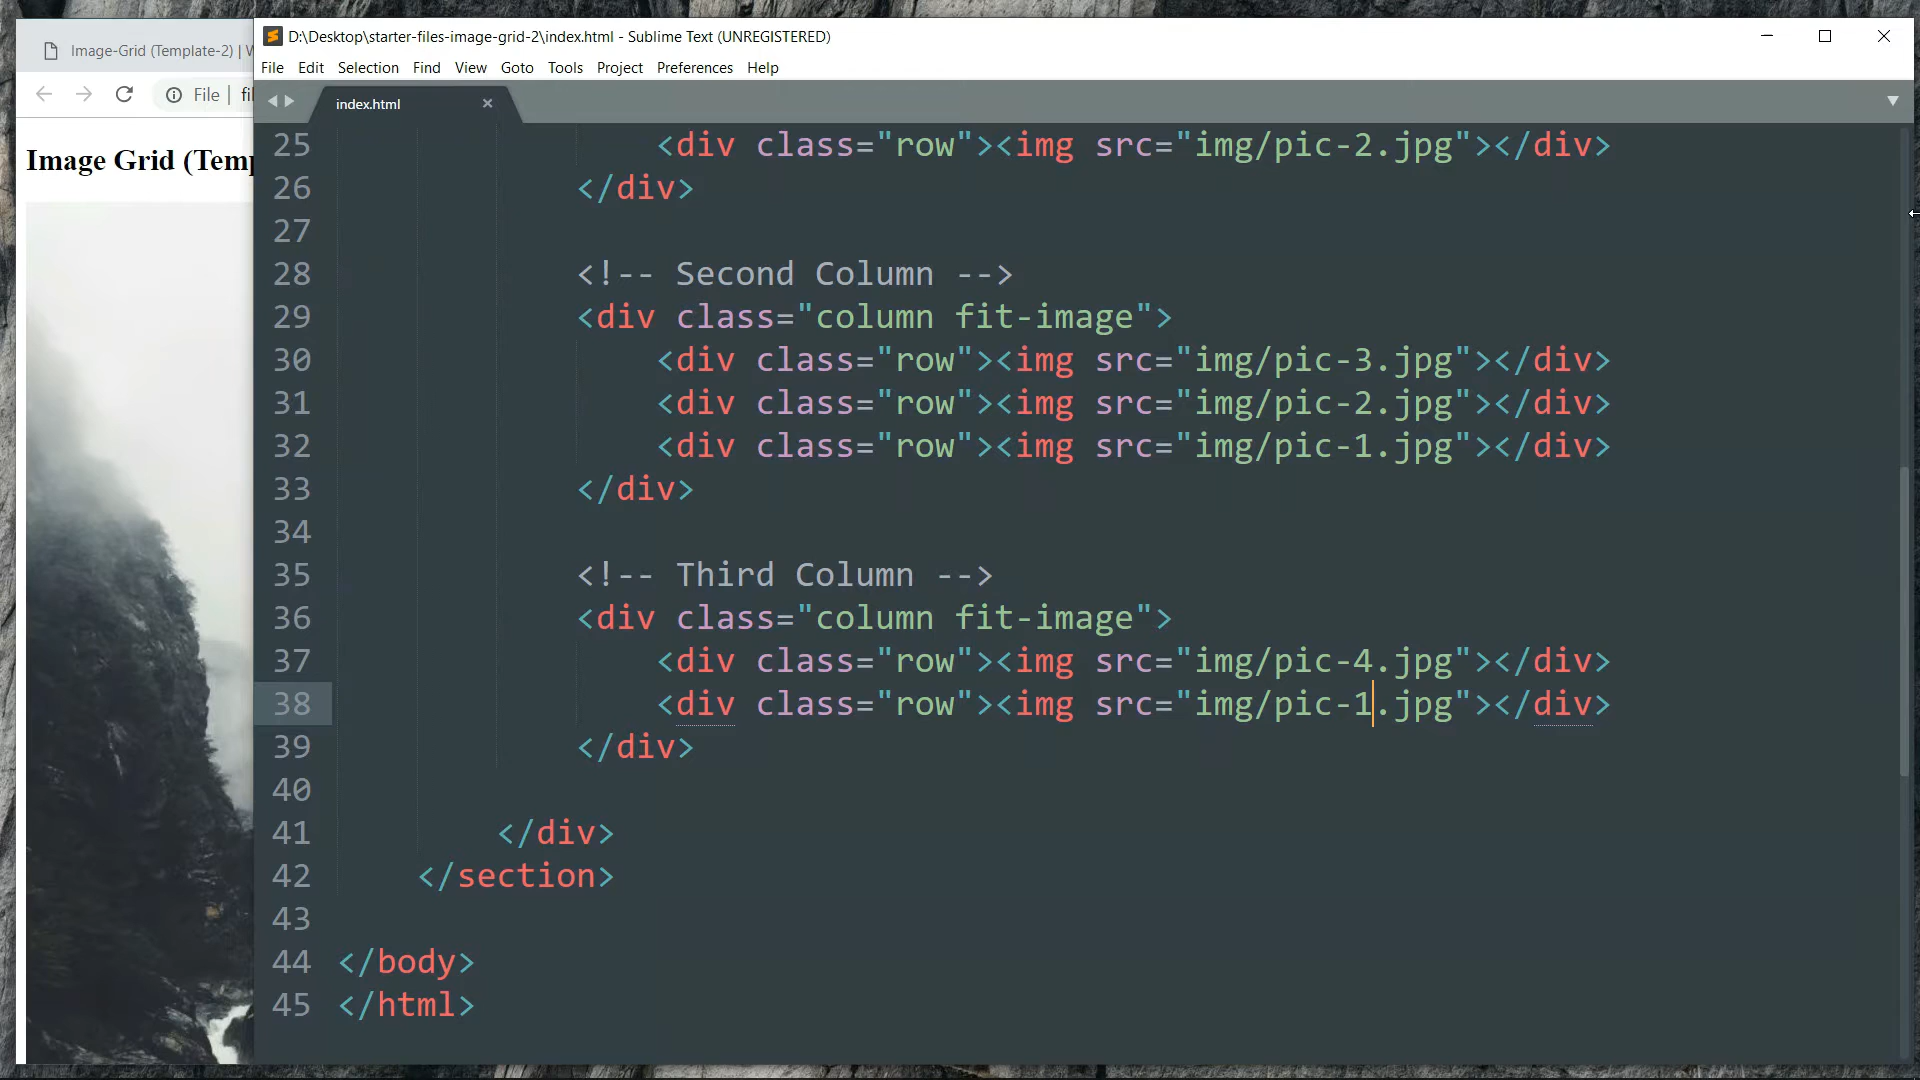 Image-Grid (Template-2) | W
File | fil
Image Grid (Temp
D:\Desktop\starter-files-image-grid-2\index.html - Sublime Text (UNREGISTERED)
File Edit Selection Find View Goto Tools Project Preferences Help
index.html
25 <div class="row"><img src="img/pic-2.jpg"></div>
26 </div>
27
28 <!-- Second Column -->
29 <div class="column fit-image">
30 <div class="row"><img src="img/pic-3.jpg"></div>
31 <div class="row"><img src="img/pic-2.jpg"></div>
32 <div class="row"><img src="img/pic-1.jpg"></div>
33 </div>
34
35 <!-- Third Column -->
36 <div class="column fit-image">
37 <div class="row"><img src="img/pic-4.jpg"></div>
38 <div class="row"><img src="img/pic-1.jpg"></div>
39 </div>
40
41 </div>
42 </section>
43
44 </body>
45 </html>